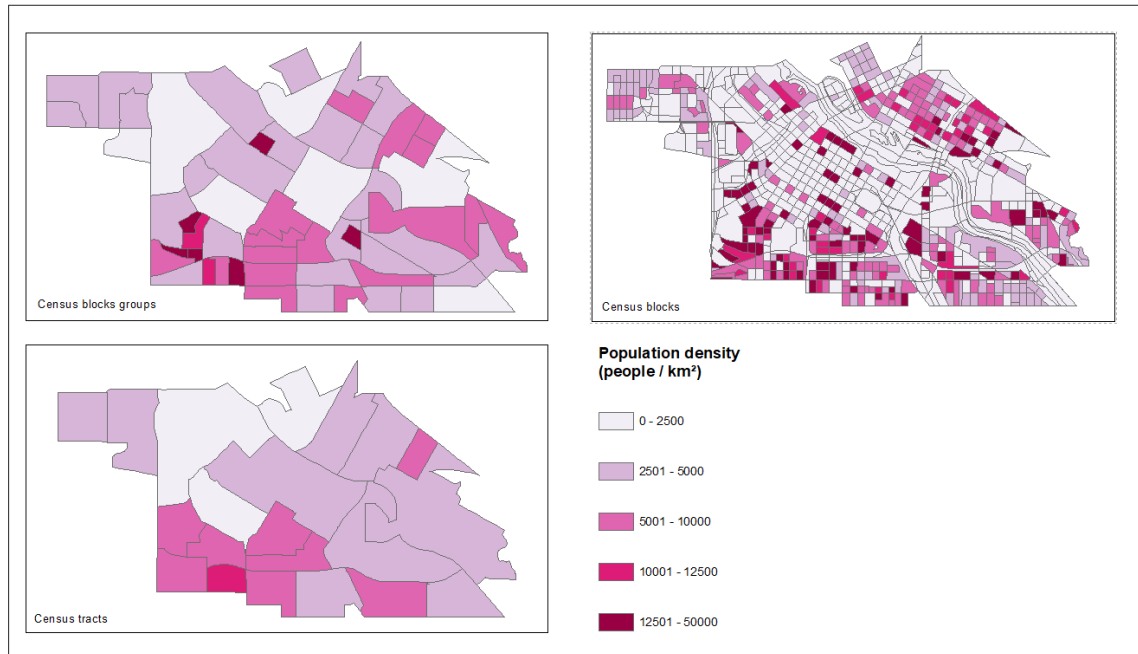 Census blocks groups
Census blocks
Census tracts
Population density
(people / km²)
0 - 2500
2501 - 5000
5001 - 10000
10001 - 12500
12501 - 50000